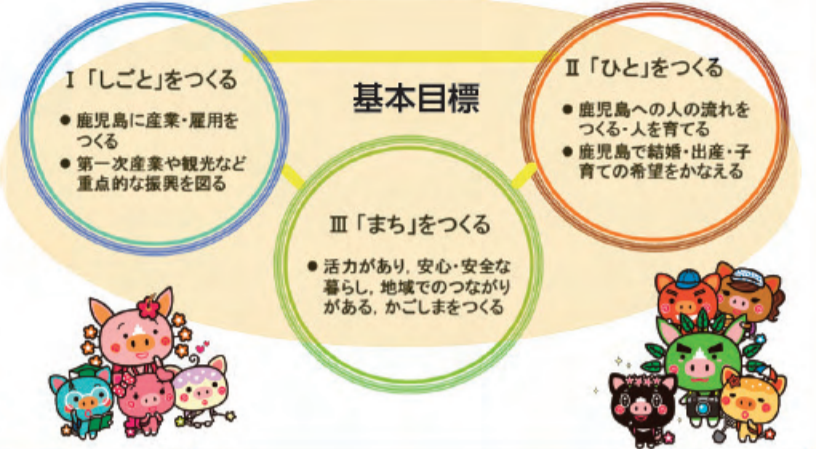 基本目標
Ⅰ「しごと」をつくる
●鹿児島に産業・雇用を
つくる
●第一次産業や観光など
重点的な振興を図る
Ⅱ「ひと」をつくる
●鹿児島への人の流れを
つくる・人を育てる
●鹿児島で結婚・出産・子
育ての希望をかなえる
Ⅲ「まち」をつくる
●活力があり，安心・安全な
暮らし，地域でのつながり
がある，かごしまをつくる